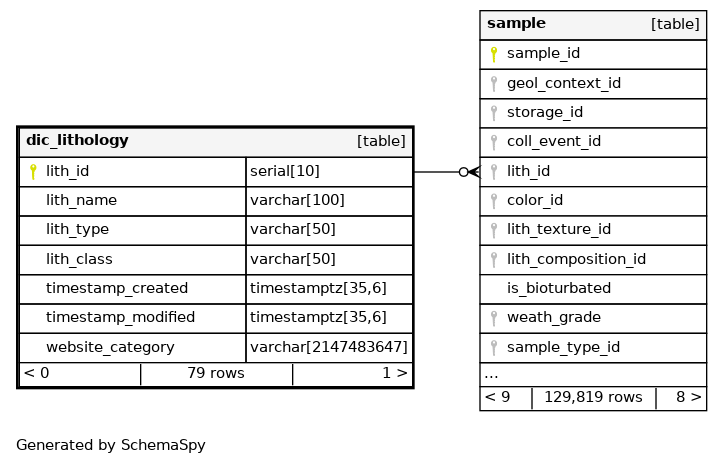 dic_lithology [table]
lith_id serial[10]
lith_name varchar[100]
lith_type varchar[50]
lith_class varchar[50]
timestamp_created timestamptz[35,6]
timestamp_modified timestamptz[35,6]
website_category varchar[2147483647]
< 0 79 rows 1 >
sample [table]
sample_id
geol_context_id
storage_id
coll_event_id
lith_id
color_id
lith_texture_id
lith_composition_id
is_bioturbated
weath_grade
sample_type_id
...
< 9 129,819 rows 8 >
Generated by SchemaSpy